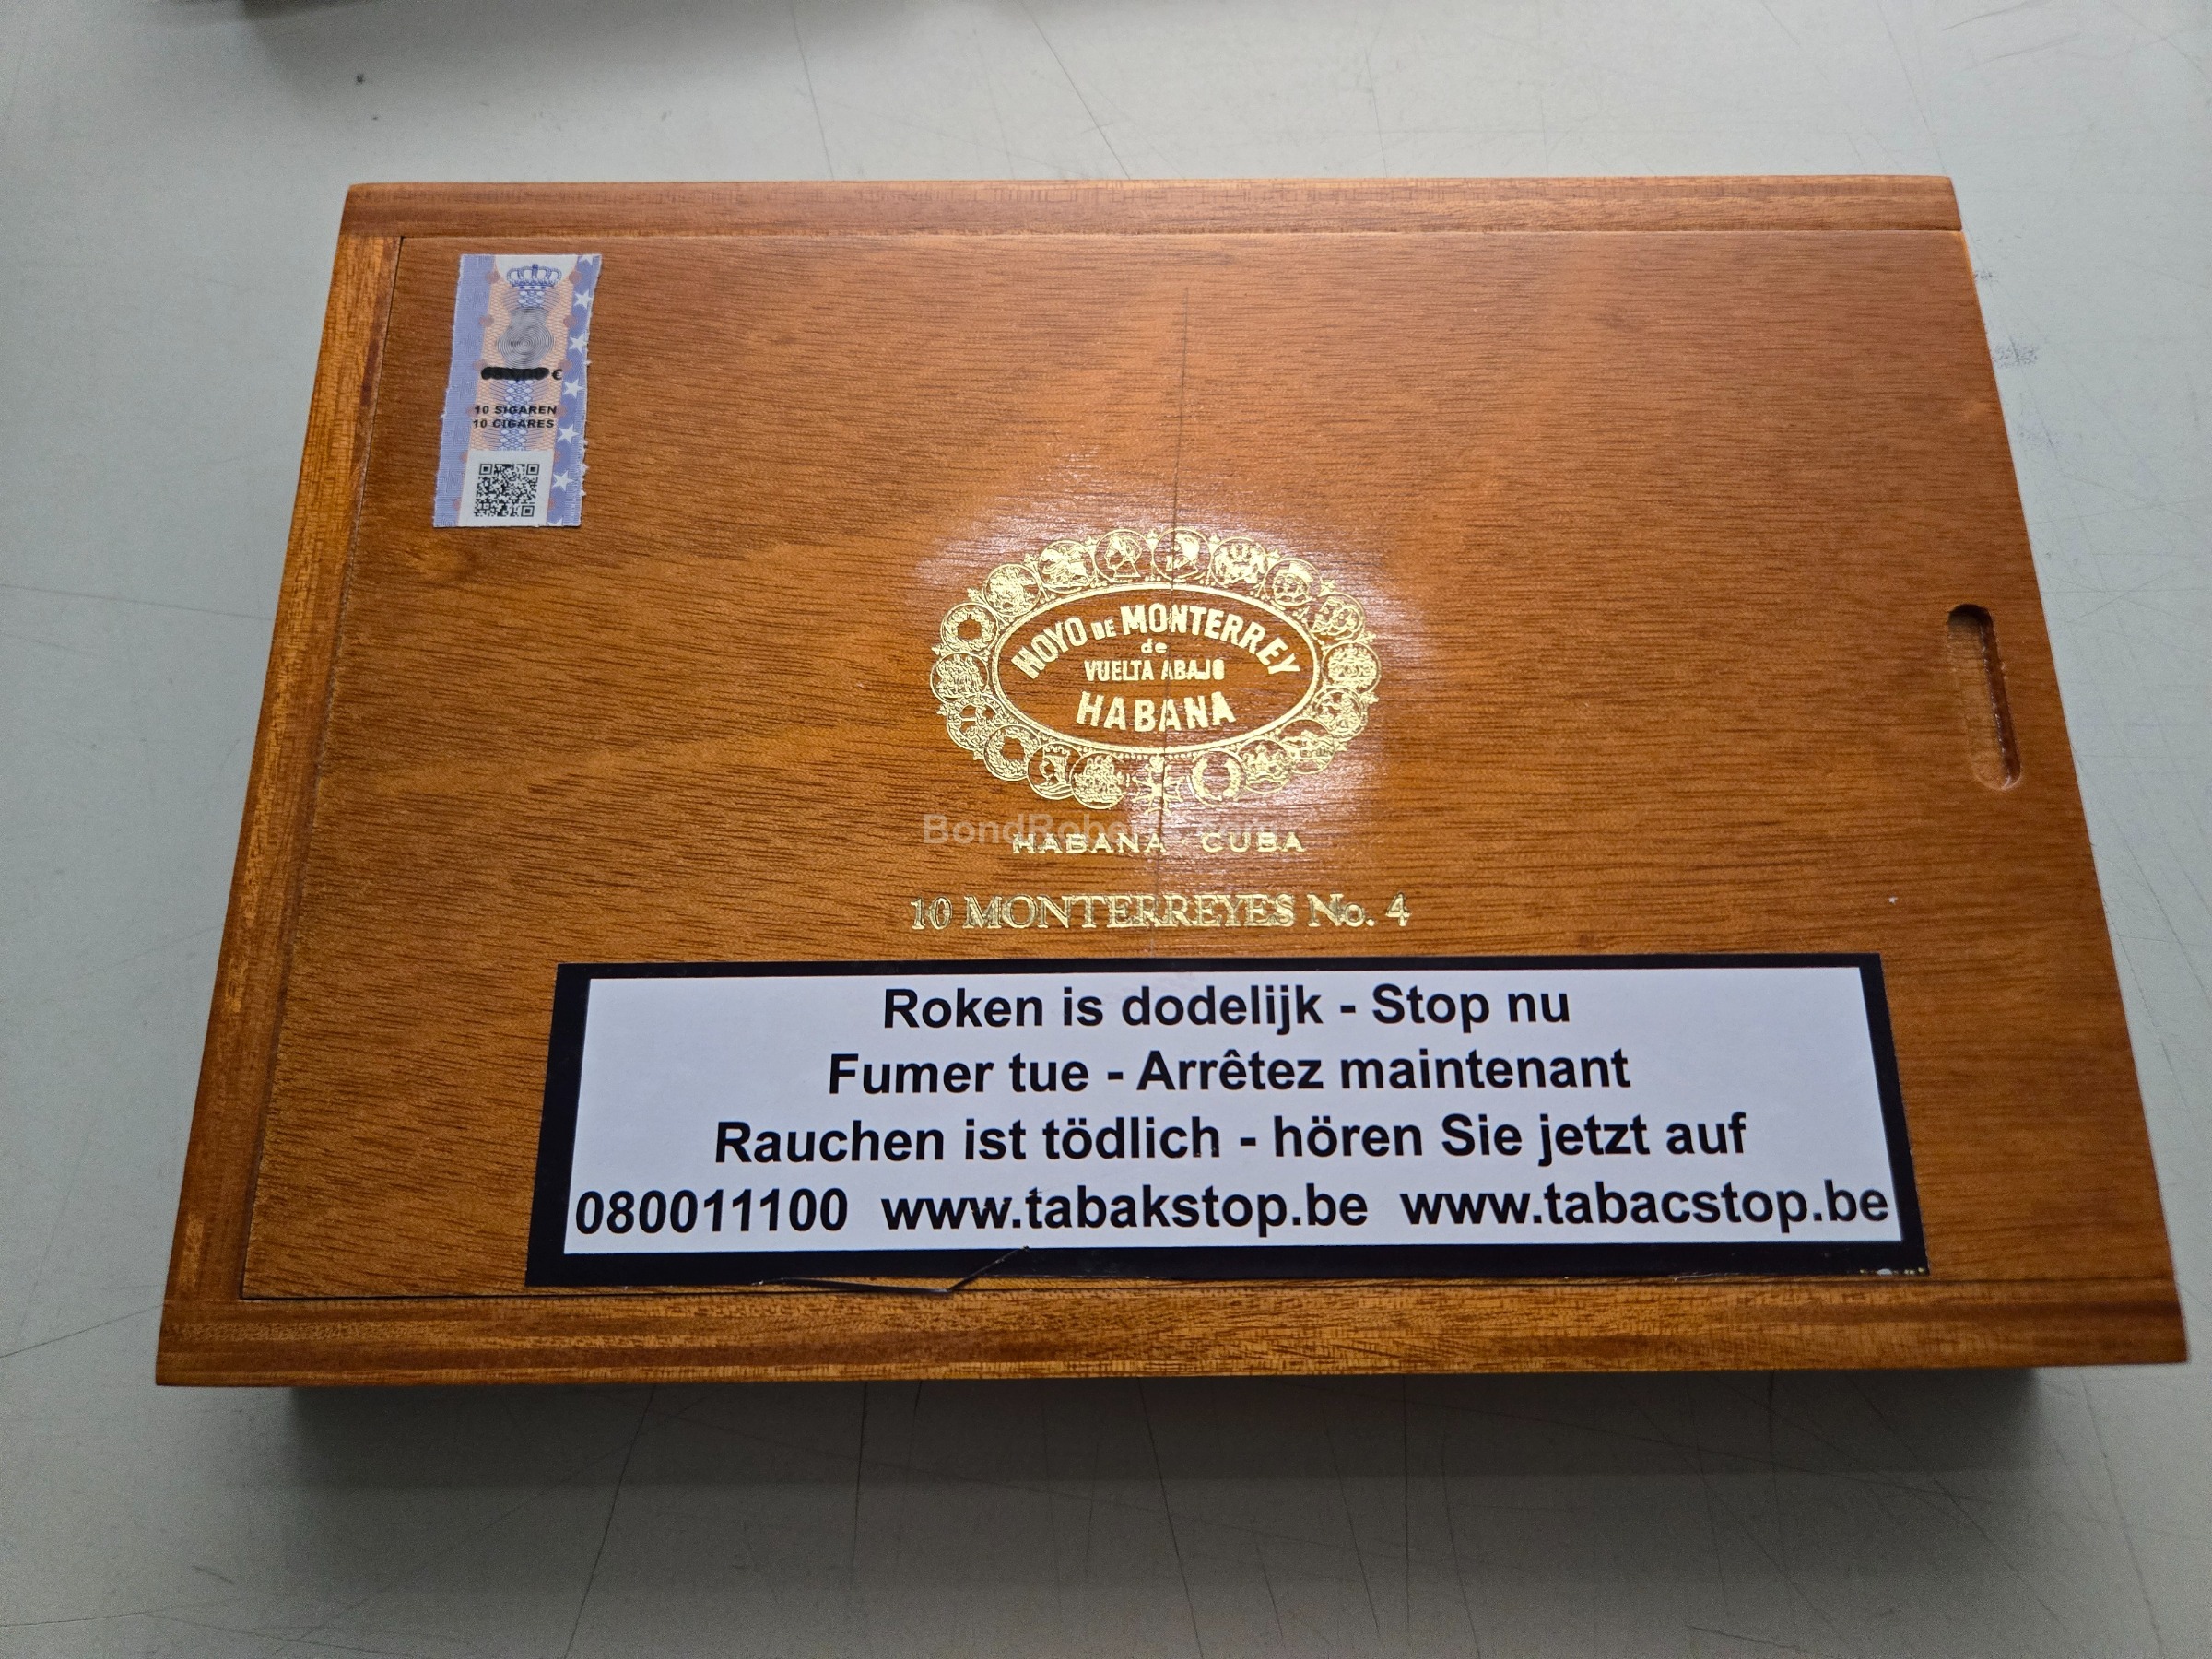 €
10 SIGAREN
10 CIGARES
HOYO DE MONTERREY
de
VUELTA ABAJO
HABANA
HABANA CUBA
10 MONTERREYES No. 4
Roken is dodelijk - Stop nu
Fumer tue - Arrêtez maintenant
Rauchen ist tödlich - hören Sie jetzt auf
080011100 www.tabakstop.be www.tabacstop.be